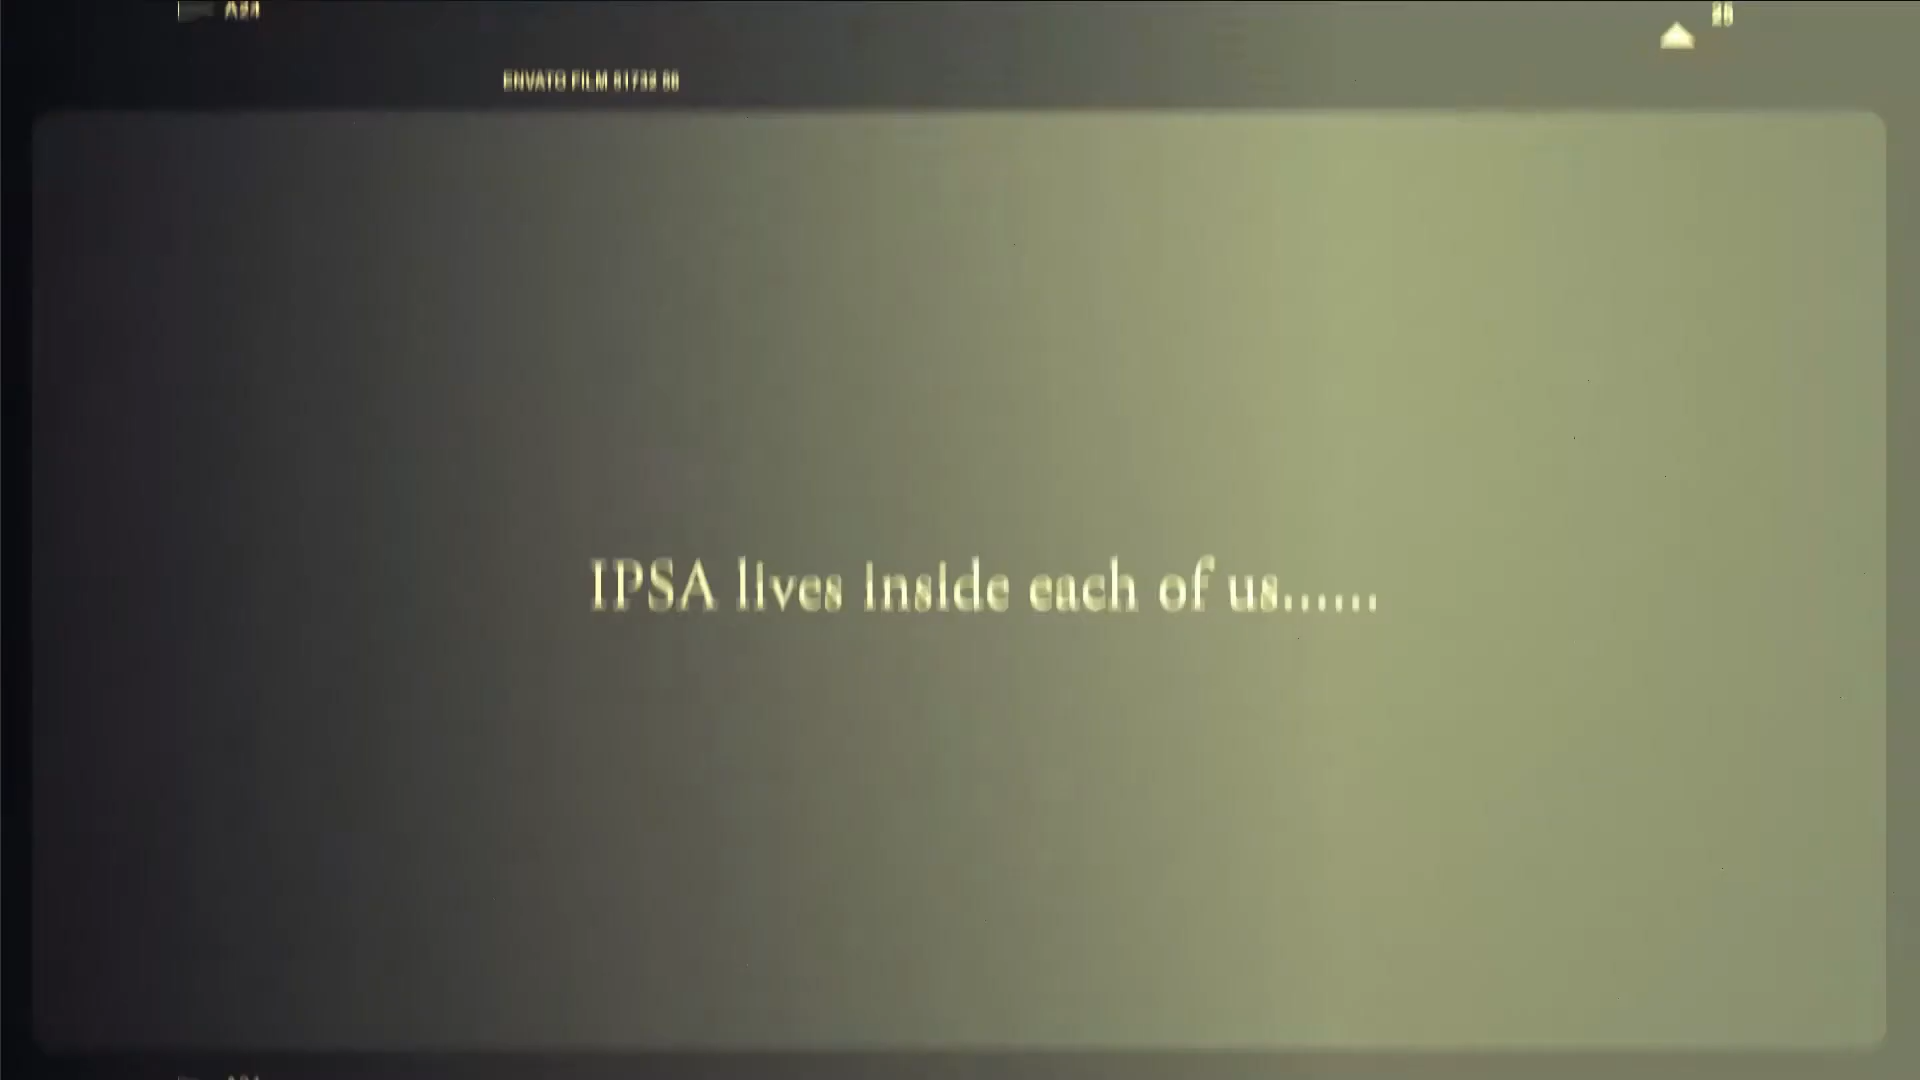 ENVATO FILM
IPSA lives inside each of us......